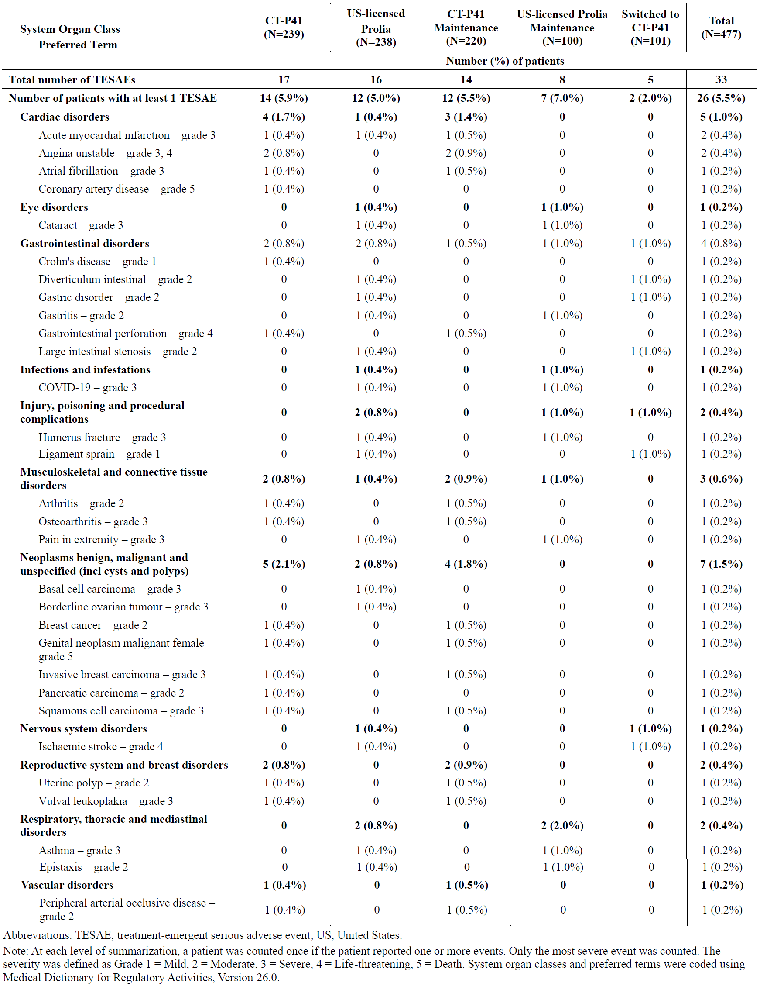 System Organ Class
Preferred Term
CT-P41
(N=239)
US-licensed
Prolia
(N=238)
CT-P41
Maintenance
(N=220)
US-licensed Prolia
Maintenance
(N=100)
Switched to
CT-P41
(N=101)
Total
(N=477)
Number (%) of patients
Total number of TESAEs 17 16 14 8 5 33
Number of patients with at least 1 TESAE 14 (5.9%) 12 (5.0%) 12 (5.5%) 7 (7.0%) 2 (2.0%) 26 (5.5%)
Cardiac disorders 4 (1.7%) 1 (0.4%) 3 (1.4%) 0 0 5 (1.0%)
Acute myocardial infarction – grade 3 1 (0.4%) 1 (0.4%) 1 (0.5%) 0 0 2 (0.4%)
Angina unstable – grade 3, 4 2 (0.8%) 0 2 (0.9%) 0 0 2 (0.4%)
Atrial fibrillation – grade 3 1 (0.4%) 0 1 (0.5%) 0 0 1 (0.2%)
Coronary artery disease – grade 5 1 (0.4%) 0 0 0 0 1 (0.2%)
Eye disorders 0 1 (0.4%) 0 1 (1.0%) 0 1 (0.2%)
Cataract – grade 3 0 1 (0.4%) 0 1 (1.0%) 0 1 (0.2%)
Gastrointestinal disorders 2 (0.8%) 2 (0.8%) 1 (0.5%) 1 (1.0%) 1 (1.0%) 4 (0.8%)
Crohn's disease – grade 1 1 (0.4%) 0 0 0 0 1 (0.2%)
Diverticulum intestinal – grade 2 0 1 (0.4%) 0 0 1 (1.0%) 1 (0.2%)
Gastric disorder – grade 2 0 1 (0.4%) 0 0 1 (1.0%) 1 (0.2%)
Gastritis – grade 2 0 1 (0.4%) 0 1 (1.0%) 0 1 (0.2%)
Gastrointestinal perforation – grade 4 1 (0.4%) 0 1 (0.5%) 0 0 1 (0.2%)
Large intestinal stenosis – grade 2 0 1 (0.4%) 0 0 1 (1.0%) 1 (0.2%)
Infections and infestations 0 1 (0.4%) 0 1 (1.0%) 0 1 (0.2%)
COVID-19 – grade 3 0 1 (0.4%) 0 1 (1.0%) 0 1 (0.2%)
Injury, poisoning and procedural
complications 0 2 (0.8%) 0 1 (1.0%) 1 (1.0%) 2 (0.4%)
Humerus fracture – grade 3 0 1 (0.4%) 0 1 (1.0%) 0 1 (0.2%)
Ligament sprain – grade 1 0 1 (0.4%) 0 0 1 (1.0%) 1 (0.2%)
Musculoskeletal and connective tissue
disorders 2 (0.8%) 1 (0.4%) 2 (0.9%) 1 (1.0%) 0 3 (0.6%)
Arthritis – grade 2 1 (0.4%) 0 1 (0.5%) 0 0 1 (0.2%)
Osteoarthritis – grade 3 1 (0.4%) 0 1 (0.5%) 0 0 1 (0.2%)
Pain in extremity – grade 3 0 1 (0.4%) 0 1 (1.0%) 0 1 (0.2%)
Neoplasms benign, malignant and
unspecified (incl cysts and polyps) 5 (2.1%) 2 (0.8%) 4 (1.8%) 0 0 7 (1.5%)
Basal cell carcinoma – grade 3 0 1 (0.4%) 0 0 0 1 (0.2%)
Borderline ovarian tumour – grade 3 0 1 (0.4%) 0 0 0 1 (0.2%)
Breast cancer – grade 2 1 (0.4%) 0 1 (0.5%) 0 0 1 (0.2%)
Genital neoplasm malignant female – 1 (0.4%) 0 1 (0.5%) 0 0 1 (0.2%)
grade 5
Invasive breast carcinoma – grade 3 1 (0.4%) 0 1 (0.5%) 0 0 1 (0.2%)
Pancreatic carcinoma – grade 2 1 (0.4%) 0 0 0 0 1 (0.2%)
Squamous cell carcinoma – grade 3 1 (0.4%) 0 1 (0.5%) 0 0 1 (0.2%)
Nervous system disorders 0 1 (0.4%) 0 0 1 (1.0%) 1 (0.2%)
Ischaemic stroke – grade 4 0 1 (0.4%) 0 0 1 (1.0%) 1 (0.2%)
Reproductive system and breast disorders 2 (0.8%) 0 2 (0.9%) 0 0 2 (0.4%)
Uterine polyp – grade 2 1 (0.4%) 0 1 (0.5%) 0 0 1 (0.2%)
Vulval leukoplakia – grade 3 1 (0.4%) 0 1 (0.5%) 0 0 1 (0.2%)
Respiratory, thoracic and mediastinal
disorders 0 2 (0.8%) 0 2 (2.0%) 0 2 (0.4%)
Asthma – grade 3 0 1 (0.4%) 0 1 (1.0%) 0 1 (0.2%)
Epistaxis – grade 2 0 1 (0.4%) 0 1 (1.0%) 0 1 (0.2%)
Vascular disorders 1 (0.4%) 0 1 (0.5%) 0 0 1 (0.2%)
Peripheral arterial occlusive disease –
grade 2 1 (0.4%) 0 1 (0.5%) 0 0 1 (0.2%)
Abbreviations: TESAE, treatment-emergent serious adverse event; US, United States.
Note: At each level of summarization, a patient was counted once if the patient reported one or more events. Only the most severe event was counted. The
severity was defined as Grade 1 = Mild, 2 = Moderate, 3 = Severe, 4 = Life-threatening, 5 = Death. System organ classes and preferred terms were coded using
Medical Dictionary for Regulatory Activities, Version 26.0.